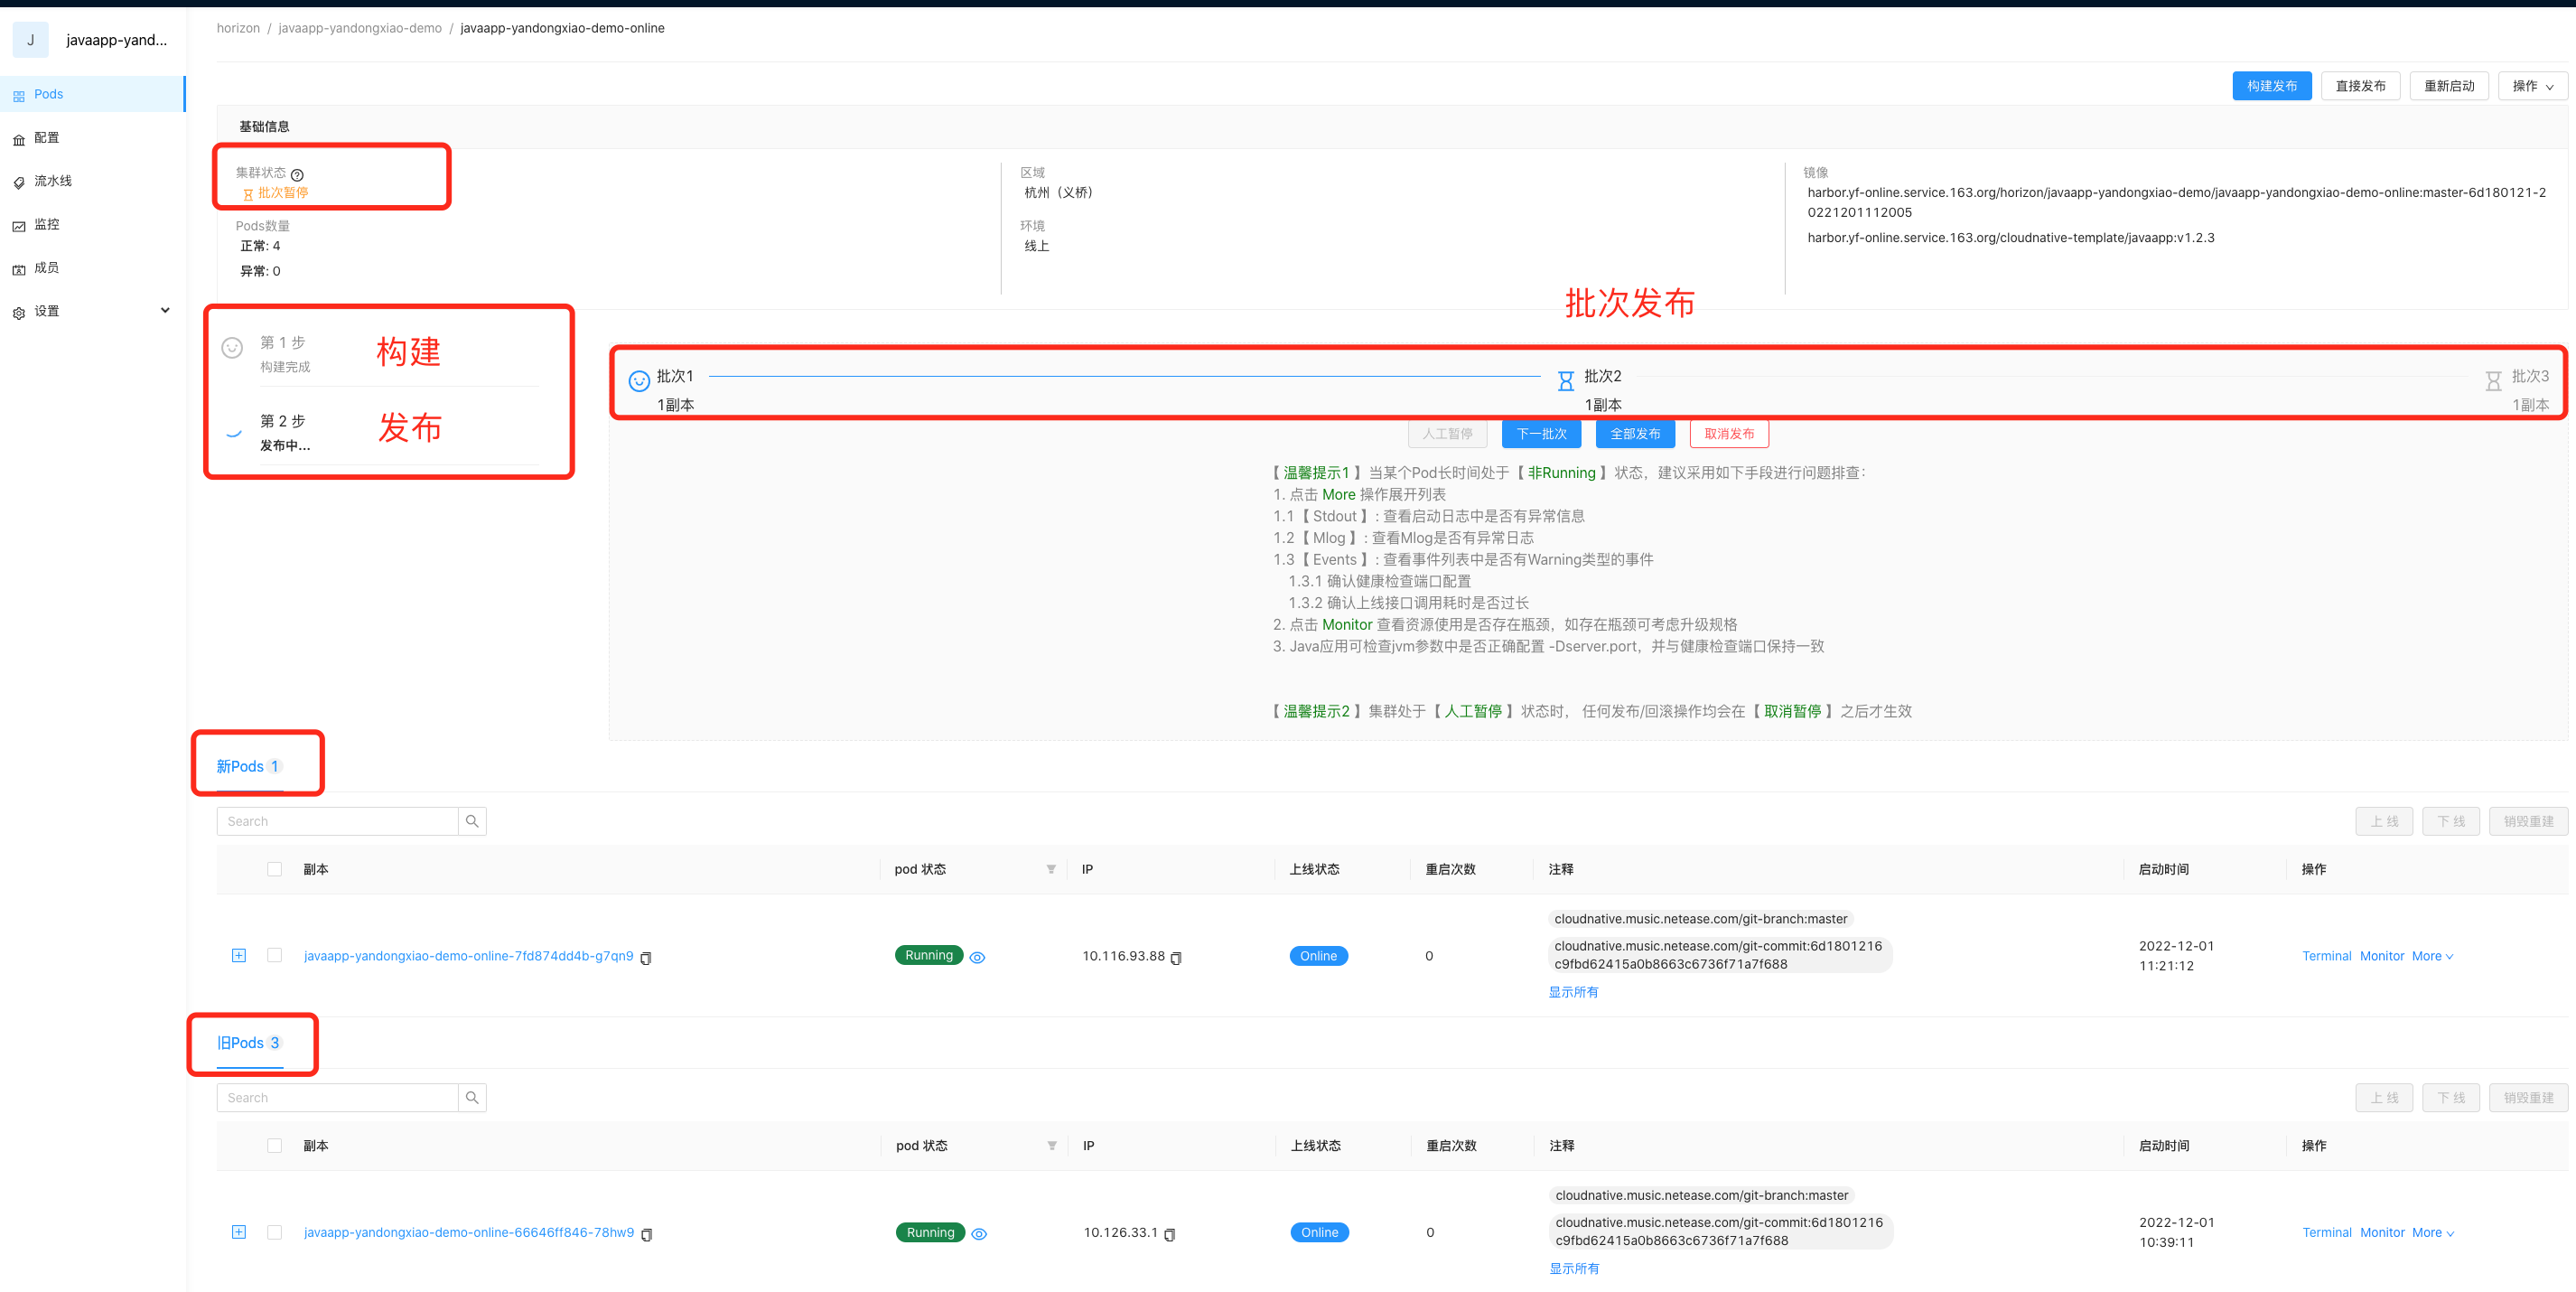 J
javaapp-yand...
Pods
配置
流水线
监控
成员
设置
horizon / javaapp-yandongxiao-demo / javaapp-yandongxiao-demo-online
构建发布 直接发布 重新启动 操作
基础信息
集群状态
批次暂停
Pods数量
正常: 4
异常: 0
区域
杭州（义桥）
环境
线上
镜像
harbor.yf-online.service.163.org/horizon/javaapp-yandongxiao-demo/javaapp-yandongxiao-demo-online:master-6d180121-2
0221201112005
harbor.yf-online.service.163.org/cloudnative-template/javaapp:v1.2.3
第 1 步
构建完成
构建
第 2 步
发布中...
发布
批次发布
批次1
1副本
批次2
1副本
批次3
1副本
人工暂停 下一批次 全部发布 取消发布
【 温馨提示1 】当某个Pod长时间处于【 非Running 】状态，建议采用如下手段进行问题排查：
1. 点击 More 操作展开列表
1.1【 Stdout 】: 查看启动日志中是否有异常信息
1.2【 Mlog 】: 查看Mlog是否有异常日志
1.3【 Events 】: 查看事件列表中是否有Warning类型的事件
1.3.1 确认健康检查端口配置
1.3.2 确认上线接口调用耗时是否过长
2. 点击 Monitor 查看资源使用是否存在瓶颈，如存在瓶颈可考虑升级规格
3. Java应用可检查jvm参数中是否正确配置 -Dserver.port，并与健康检查端口保持一致
【 温馨提示2 】集群处于【 人工暂停 】状态时， 任何发布/回滚操作均会在【 取消暂停 】之后才生效
新Pods 1
Search
上 线 下 线 销毁重建
副本 pod 状态 IP 上线状态 重启次数 注释 启动时间 操作
javaapp-yandongxiao-demo-online-7fd874dd4b-g7qn9 Running 10.116.93.88 Online 0
cloudnative.music.netease.com/git-branch:master
cloudnative.music.netease.com/git-commit:6d1801216
c9fbd62415a0b8663c6736f71a7f688
显示所有
2022-12-01
11:21:12
Terminal Monitor More
旧Pods 3
Search
上 线 下 线 销毁重建
副本 pod 状态 IP 上线状态 重启次数 注释 启动时间 操作
javaapp-yandongxiao-demo-online-66646ff846-78hw9 Running 10.126.33.1 Online 0
cloudnative.music.netease.com/git-branch:master
cloudnative.music.netease.com/git-commit:6d1801216
c9fbd62415a0b8663c6736f71a7f688
显示所有
2022-12-01
10:39:11
Terminal Monitor More